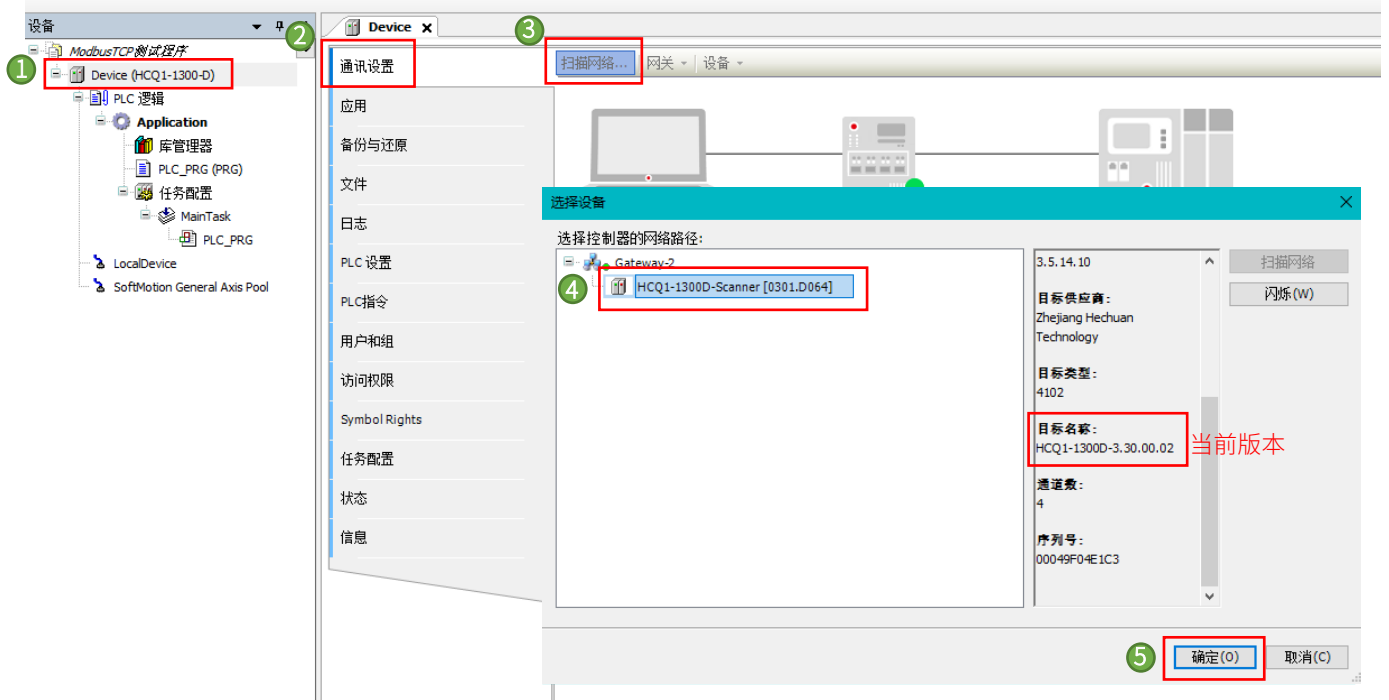 设备
ModbusTCP测试程序
Device (HCQ1-1300-D)
PLC 逻辑
Application
库管理器
PLC_PRG (PRG)
任务配置
MainTask
PLC_PRG
LocalDevice
SoftMotion General Axis Pool
1
2
3
Device
通讯设置
应用
备份与还原
文件
日志
PLC 设置
PLC指令
用户和组
访问权限
Symbol Rights
任务配置
状态
信息
扫描网络... 网关 设备
选择设备
选择控制器的网络路径:
Gateway-2
4
HCQ1-1300D-Scanner [0301.D064]
3.5.14.10
目标供应商:
Zhejiang Hechuan
Technology
目标类型:
4102
目标名称:
HCQ1-1300D-3.30.00.02
当前版本
通道数:
4
序列号:
00049F04E1C3
扫描网络
闪烁(W)
5
确定(O)
取消(C)